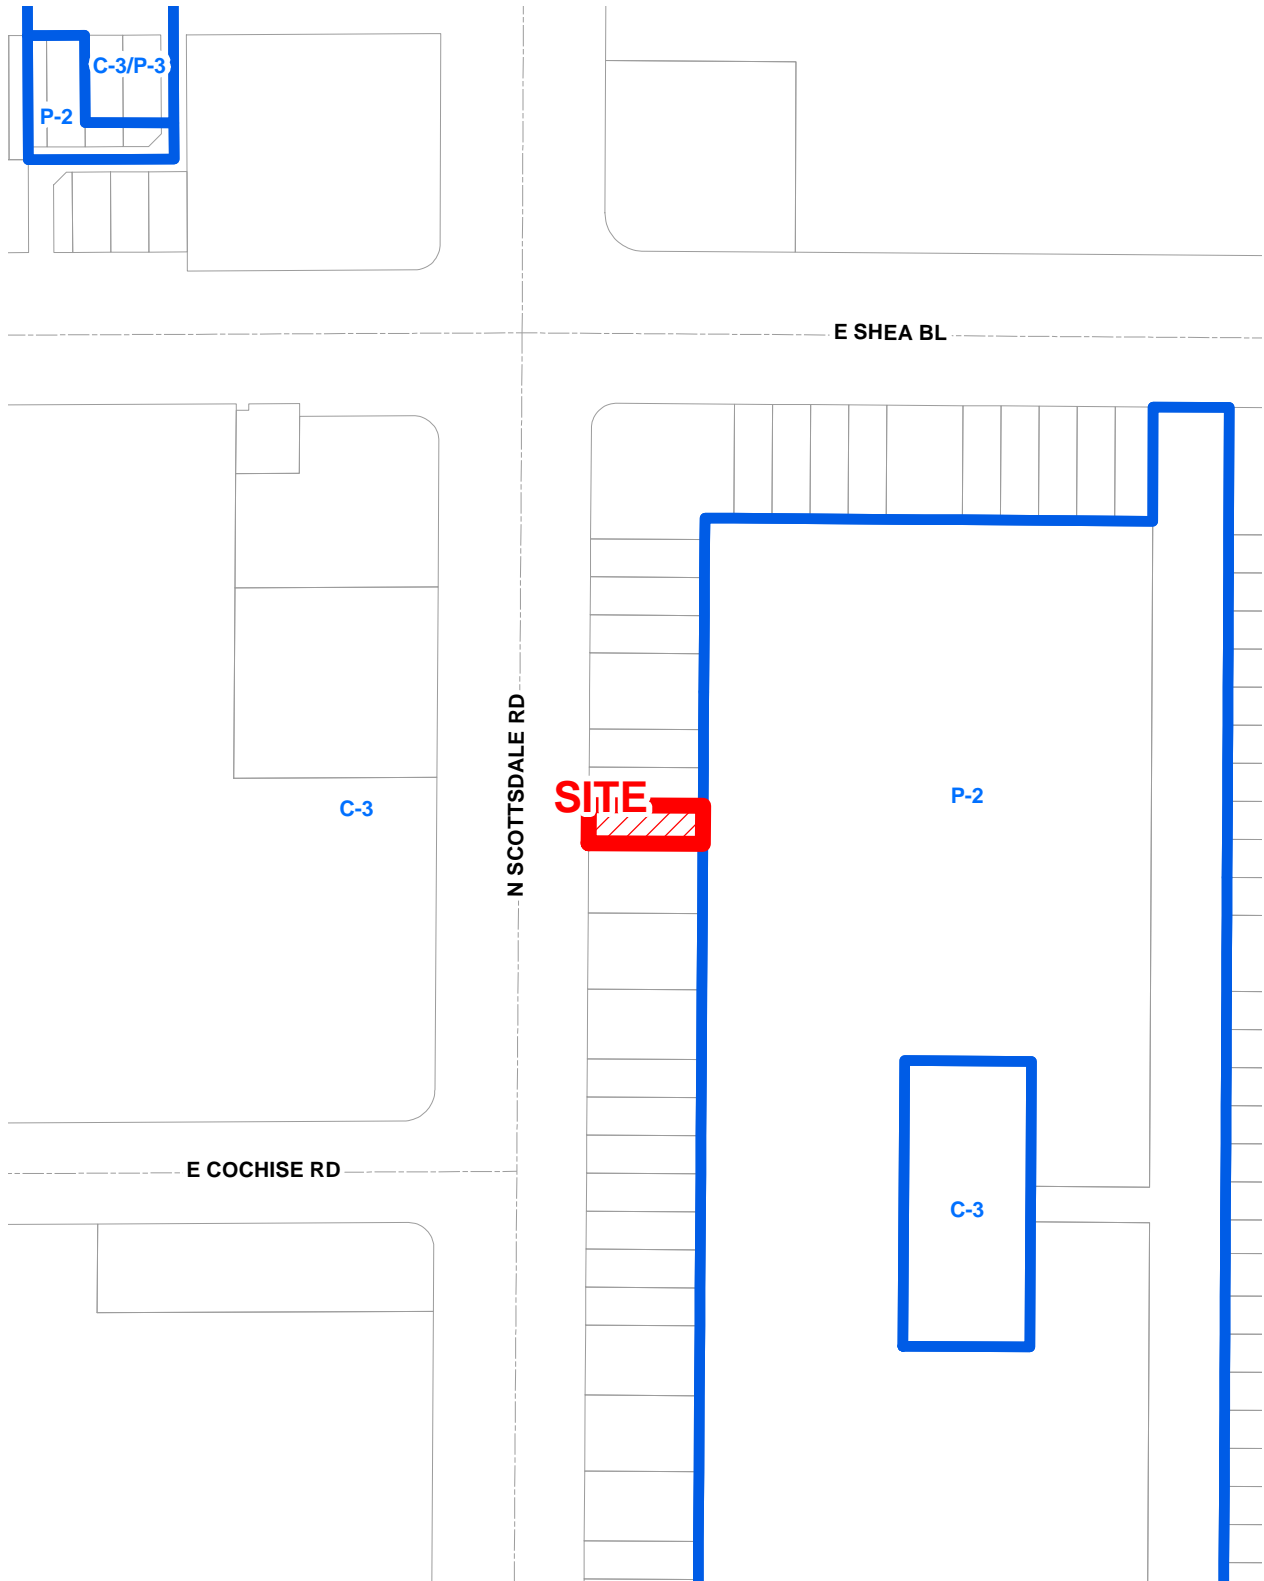 C-3/P-3
P-2
E SHEA BL
N SCOTTSDALE RD
SITE
P-2
C-3
E COCHISE RD
C-3